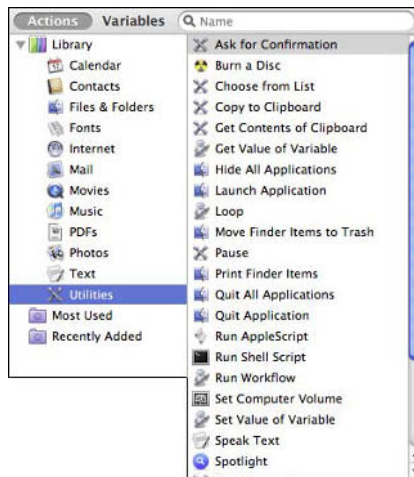 Actions Variables Name
Library
Calendar
Contacts
Files & Folders
Fonts
Internet
Mail
Movies
Music
PDFs
Photos
Text
Utilities
Most Used
Recently Added
Ask for Confirmation
Burn a Disc
Choose from List
Copy to Clipboard
Get Contents of Clipboard
Get Value of Variable
Hide All Applications
Launch Application
Loop
Move Finder Items to Trash
Pause
Print Finder Items
Quit All Applications
Quit Application
Run AppleScript
Run Shell Script
Run Workflow
Set Computer Volume
Set Value of Variable
Speak Text
Spotlight